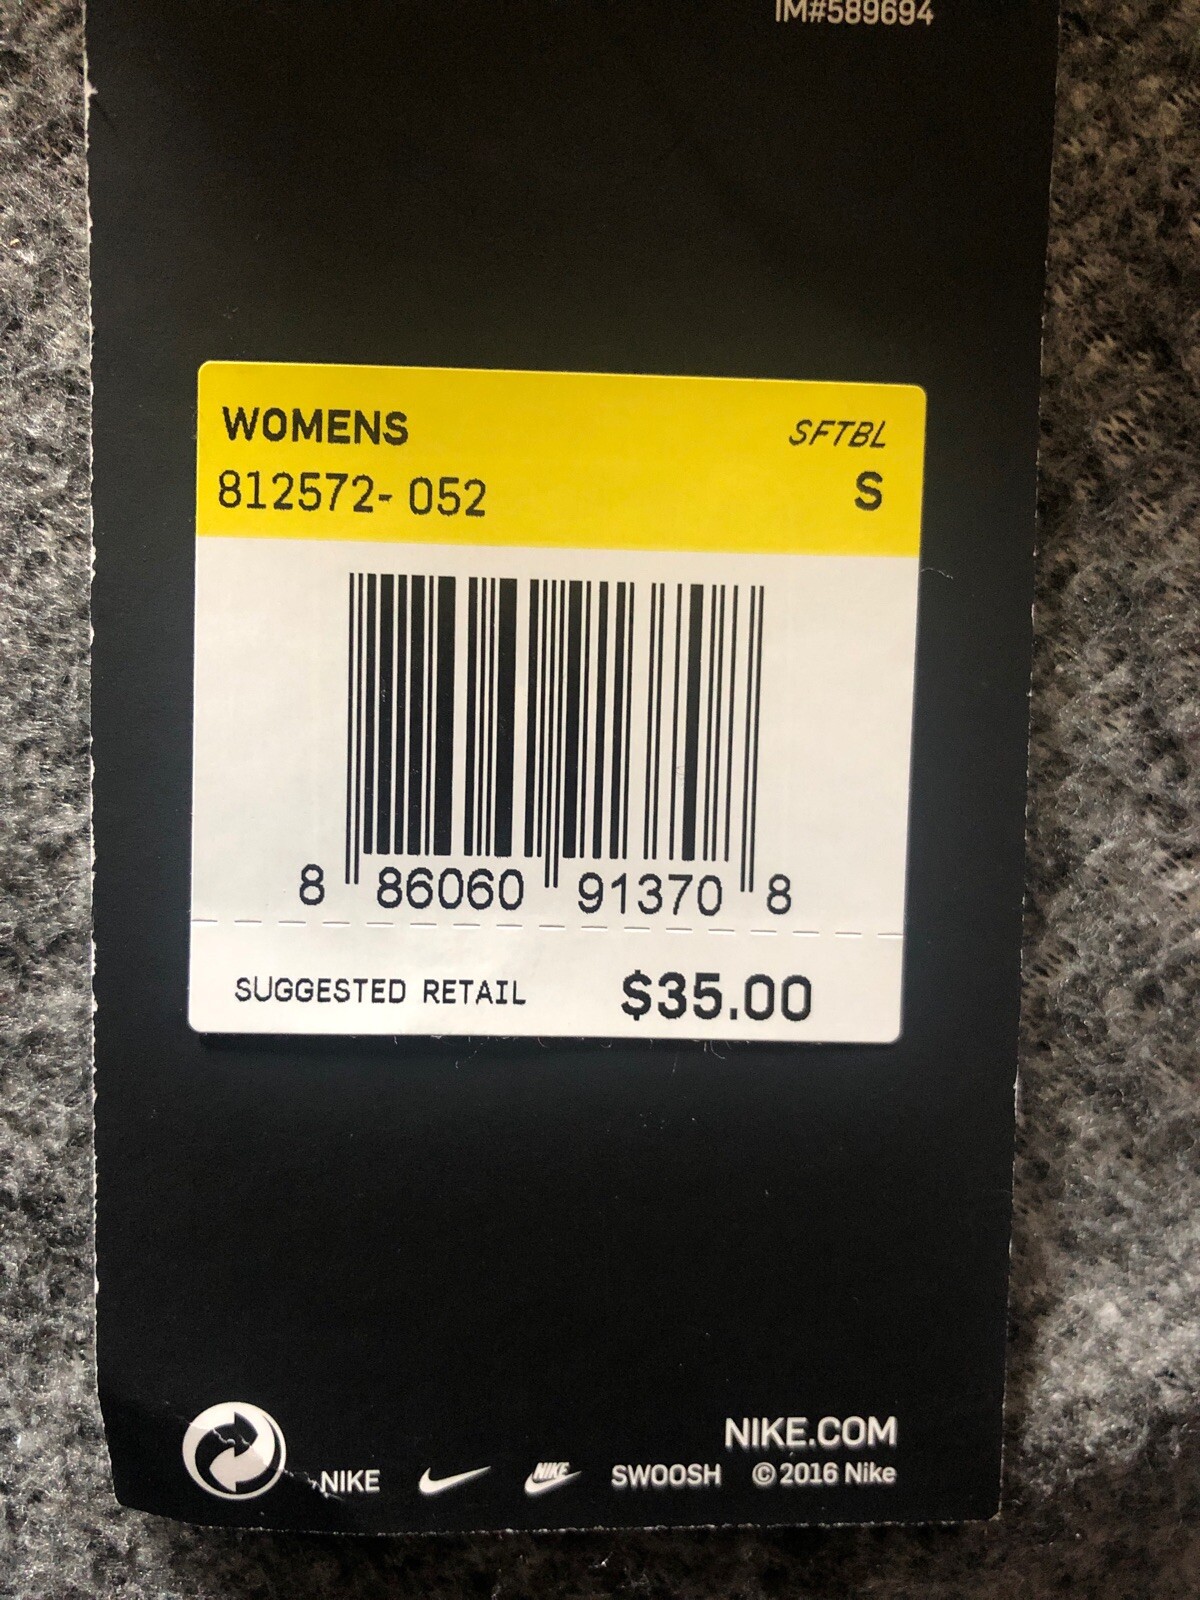 IM#589694
WOMENS SFTBL
812572- 052 S
8 86060 91370 8
SUGGESTED RETAIL $35.00
NIKE.COM
NIKE NIKE SWOOSH © 2016 Nike